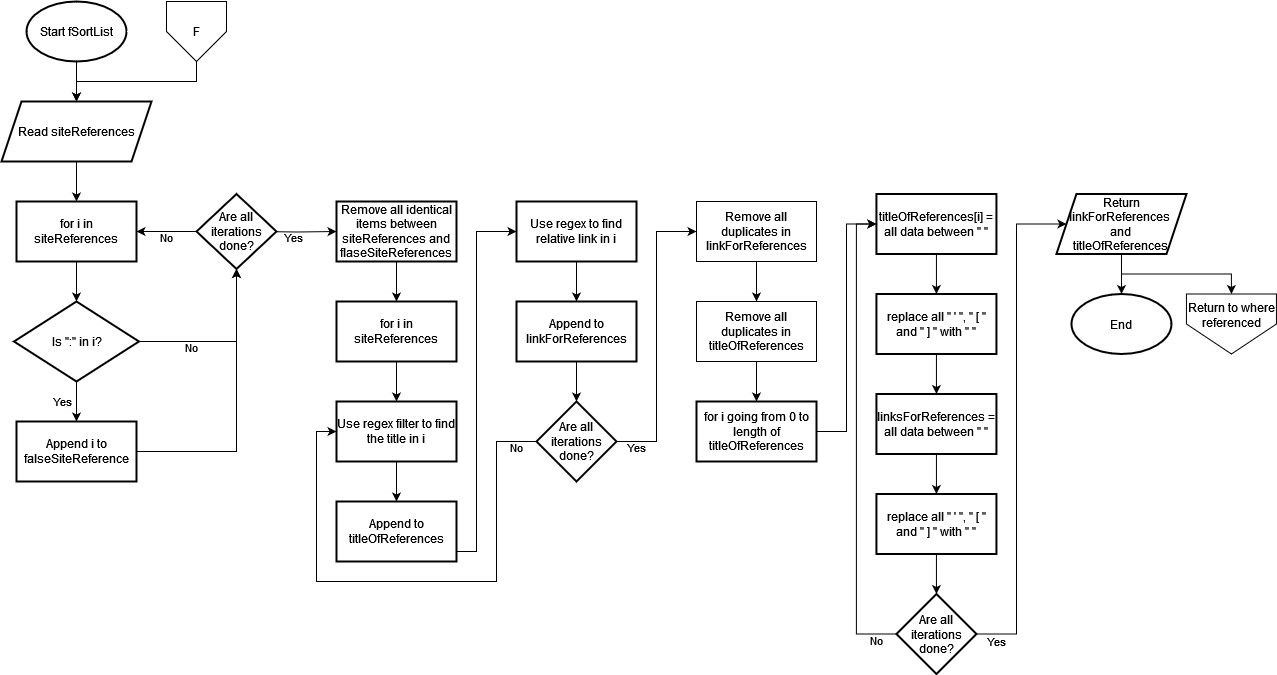 Start fSortList
F
Read siteReferences
for i in
siteReferences
Are all
iterations
done?
No
Yes
Is ":" in i?
No
Yes
Append i to
falseSiteReference
Remove all identical
items between
siteReferences and
flaseSiteReferences
for i in
siteReferences
Use regex filter to find
the title in i
Append to
titleOfReferences
Use regex to find
relative link in i
Append to
linkForReferences
Are all
iterations
done?
No
Yes
Remove all
duplicates in
linkForReferences
Remove all
duplicates in
titleOfReferences
for i going from 0 to
length of
titleOfReferences
titleOfReferences[i] =
all data between " "
replace all " ' ", " [ "
and " ] " with " "
linksForReferences =
all data between " "
replace all " ' ", " [ "
and " ] " with " "
Are all
iterations
done?
No
Yes
Return
linkForReferences
and
titleOfReferences
End
Return to where
referenced